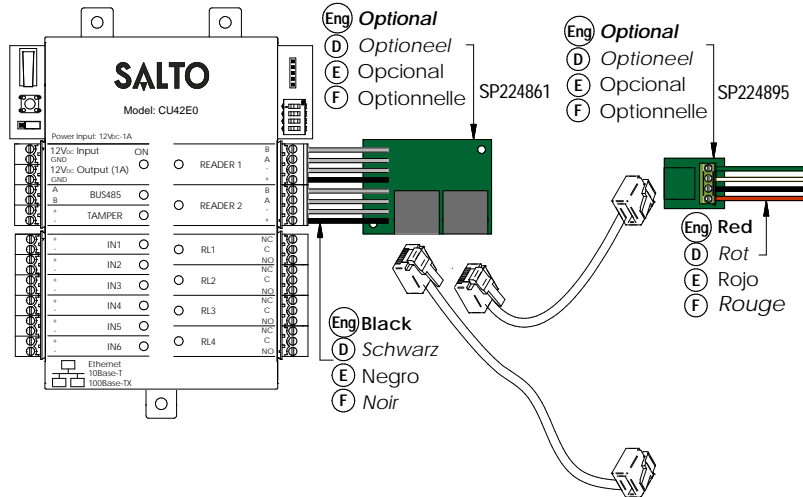 SALTO
Model: CU42E0
Power Input: 12VDC-1A
12VDC Input ON
GND
12VDC Output (1A)
GND
A
B
BUS485
+
-
TAMPER
+
-
IN1
+
-
IN2
+
-
IN3
+
-
IN4
+
-
IN5
+
-
IN6
READER 1
B
A
-
+
READER 2
B
A
-
+
RL1
NC
C
NO
RL2
NC
C
NO
RL3
NC
C
NO
RL4
NC
C
NO
Ethernet
10Base-T
100Base-TX
Eng Optional
D Optioneel
E Opcional
F Optionnelle
SP224861
Eng Black
D Schwarz
E Negro
F Noir
Eng Optional
D Optioneel
E Opcional
F Optionnelle
SP224895
Eng Red
D Rot
E Rojo
F Rouge